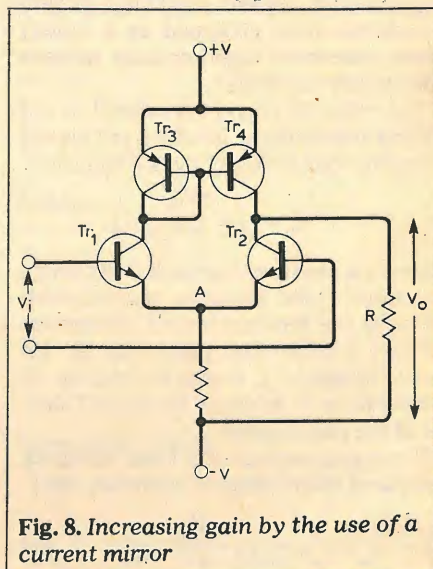 +V
Tr3
Tr4
Tr1
Tr2
A
Vi
R
Vo
-V
Fig. 8. Increasing gain by the use of a
current mirror